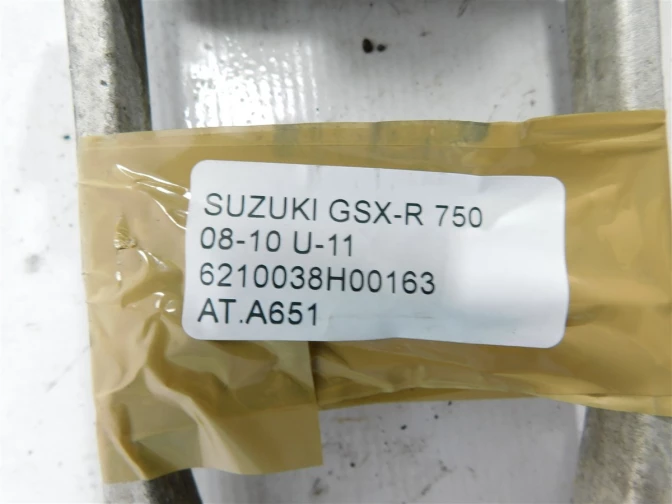 SUZUKI GSX-R 750
08-10 U-11
6210038H00163
AT.A651